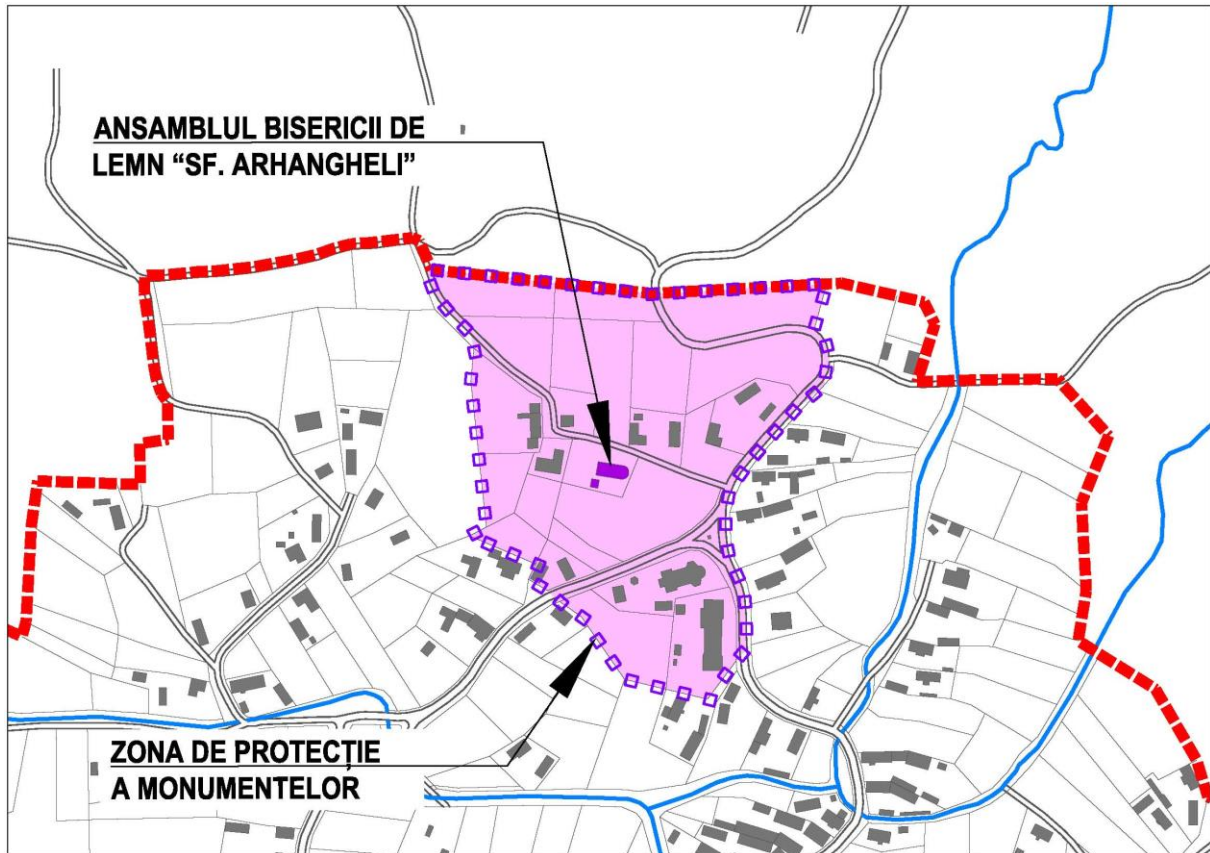 ANSAMBLUL BISERICII DE
LEMN “SF. ARHANGHELI”
ZONA DE PROTECȚIE
A MONUMENTELOR